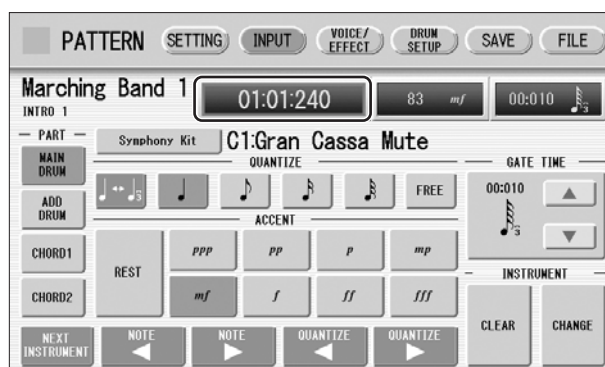 PATTERN SETTING INPUT VOICE/EFFECT DRUM SETUP SAVE FILE
Marching Band 1 01:01:240 83 mf 00:010 3
INTRO 1
PART Symphony Kit C1:Gran Cassa Mute
MAIN DRUM
QUANTIZE
3 FREE
GATE TIME
00:010
3
ADD DRUM
ACCENT
CHORD1 REST ppp pp p mp
INSTRUMENT
CHORD2 mf f ff fff
CLEAR CHANGE
NEXT INSTRUMENT NOTE NOTE QUANTIZE QUANTIZE